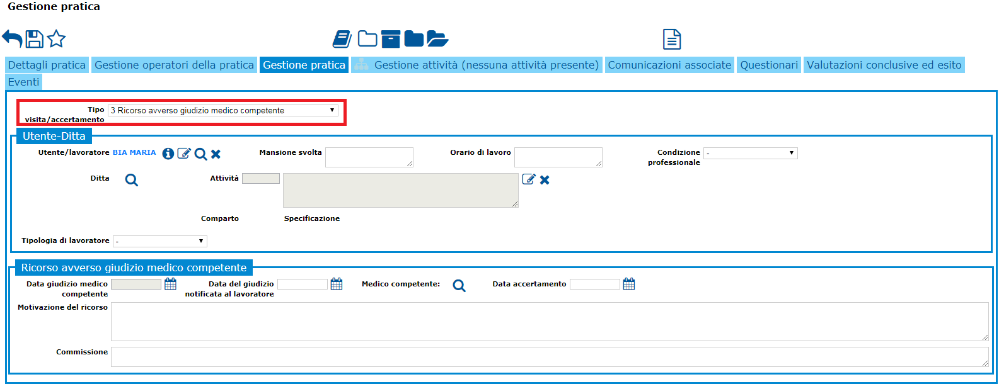 Gestione pratica
Dettagli pratica Gestione operatori della pratica Gestione pratica Gestione attività (nessuna attività presente) Comunicazioni associate Questionari Valutazioni conclusive ed esito
Eventi
Tipo
visita/accertamento 3 Ricorso avverso giudizio medico competente
Utente-Ditta
Utente/lavoratore BIA MARIA Mansione svolta Orario di lavoro Condizione
professionale -
Ditta Attività
Comparto Specificazione
Tipologia di lavoratore -
Ricorso avverso giudizio medico competente
Data giudizio medico
competente Data del giudizio
notificata al lavoratore Medico competente: Data accertamento
Motivazione del ricorso
Commissione